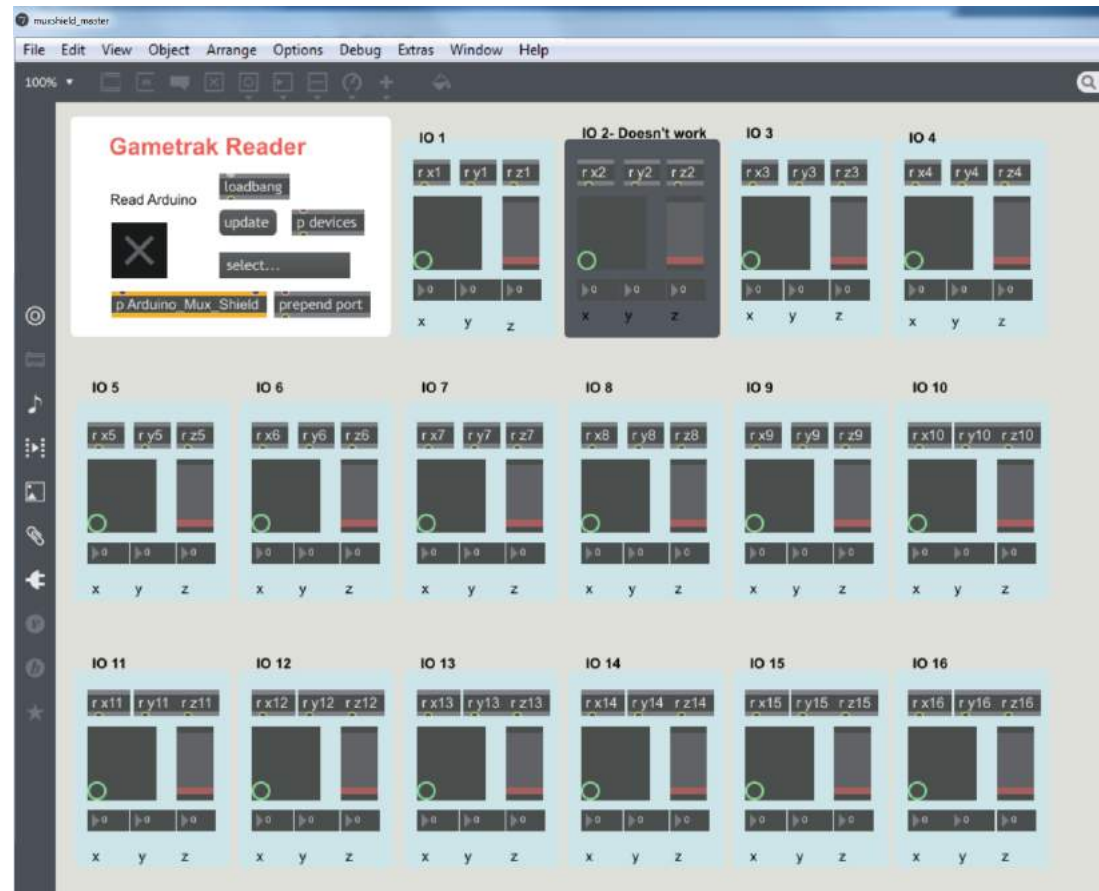 muxshield_master
File Edit View Object Arrange Options Debug Extras Window Help
100%
Gametrak Reader
Read Arduino
loadbang
update
p devices
select...
p Arduino_Mux_Shield
prepend port
IO 1
r x1 r y1 r z1
0 0 0
x y z
IO 2- Doesn't work
r x2 r y2 r z2
0 0 0
x y z
IO 3
r x3 r y3 r z3
0 0 0
x y z
IO 4
r x4 r y4 r z4
0 0 0
x y z
IO 5
r x5 r y5 r z5
0 0 0
x y z
IO 6
r x6 r y6 r z6
0 0 0
x y z
IO 7
r x7 r y7 r z7
0 0 0
x y z
IO 8
r x8 r y8 r z8
0 0 0
x y z
IO 9
r x9 r y9 r z9
0 0 0
x y z
IO 10
r x10 r y10 r z10
0 0 0
x y z
IO 11
r x11 r y11 r z11
0 0 0
x y z
IO 12
r x12 r y12 r z12
0 0 0
x y z
IO 13
r x13 r y13 r z13
0 0 0
x y z
IO 14
r x14 r y14 r z14
0 0 0
x y z
IO 15
r x15 r y15 r z15
0 0 0
x y z
IO 16
r x16 r y16 r z16
0 0 0
x y z